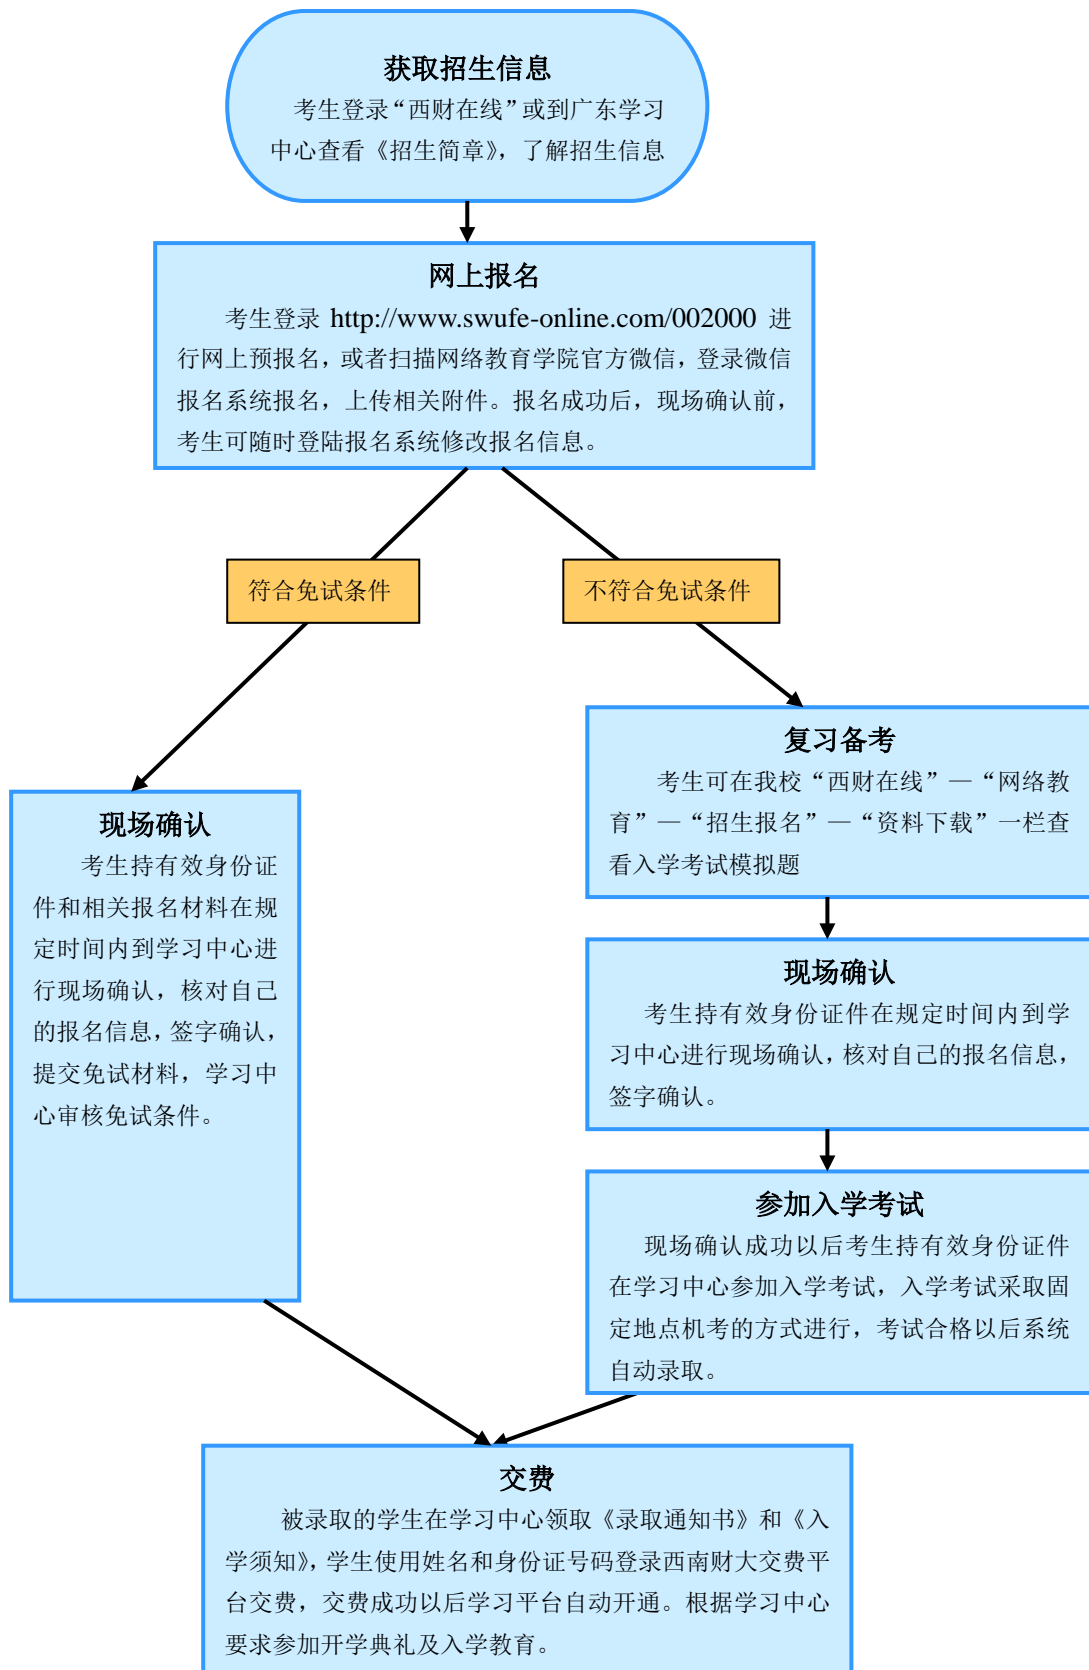 获取招生信息
考生登录“西财在线”或到广东学习
中心查看《招生简章》，了解招生信息
网上报名
考生登录 http://www.swufe-online.com/002000 进
行网上预报名，或者扫描网络教育学院官方微信，登录微信
报名系统报名，上传相关附件。报名成功后，现场确认前，
考生可随时登陆报名系统修改报名信息。
符合免试条件
不符合免试条件
现场确认
考生持有效身份证
件和相关报名材料在规
定时间内到学习中心进
行现场确认，核对自己
的报名信息，签字确认，
提交免试材料，学习中
心审核免试条件。
复习备考
考生可在我校“西财在线”—“网络教
育”—“招生报名”—“资料下载”一栏查
看入学考试模拟题
现场确认
考生持有效身份证件在规定时间内到学
习中心进行现场确认，核对自己的报名信息，
签字确认。
参加入学考试
现场确认成功以后考生持有效身份证件
在学习中心参加入学考试，入学考试采取固
定地点机考的方式进行，考试合格以后系统
自动录取。
交费
被录取的学生在学习中心领取《录取通知书》和《入
学须知》，学生使用姓名和身份证号码登录西南财大交费平
台交费，交费成功以后学习平台自动开通。根据学习中心
要求参加开学典礼及入学教育。